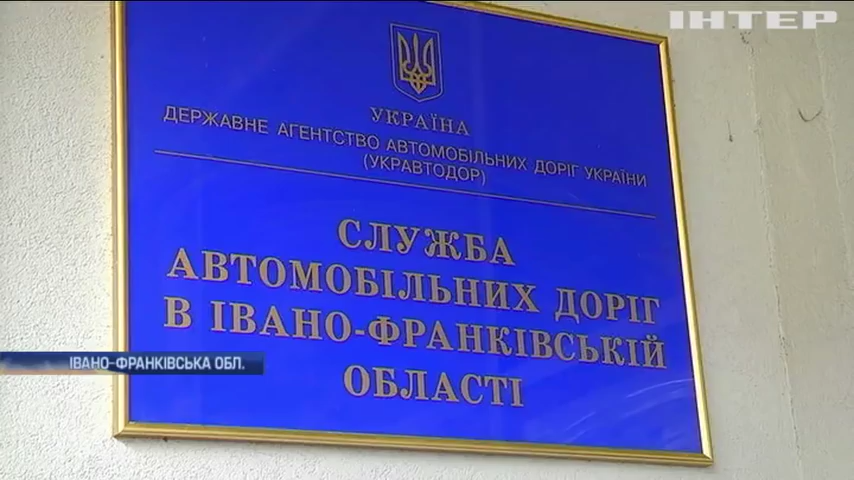 ІНТЕР
УКРАЇНА
ДЕРЖАВНЕ АГЕНТСТВО АВТОМОБІЛЬНИХ ДОРІГ УКРАЇНИ
(УКРАВТОДОР)
СЛУЖБА
АВТОМОБІЛЬНИХ ДОРІГ
В ІВАНО-ФРАНКІВСЬКІЙ
ОБЛАСТІ
ІВАНО-ФРАНКІВСЬКА ОБЛ.